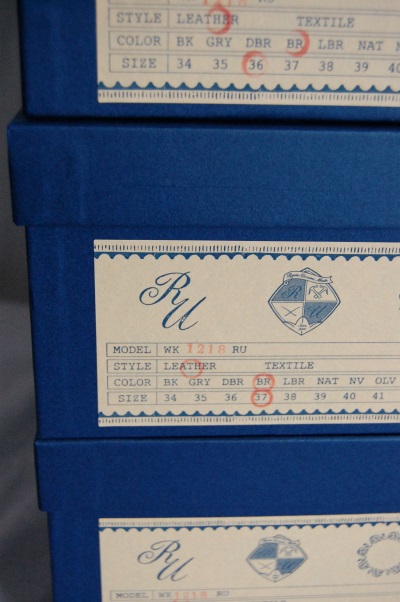 STYLE LEATHER TEXTILE
COLOR BK GRY DBR BR LBR NAT
SIZE 34 35 36 37 38 39
RU
R U
MODEL WK 1218 RU
STYLE LEATHER TEXTILE
COLOR BK GRY DBR BR LBR NAT NV OLV
SIZE 34 35 36 37 38 39 40 41
RU
R U
MODEL WK 1218 RU